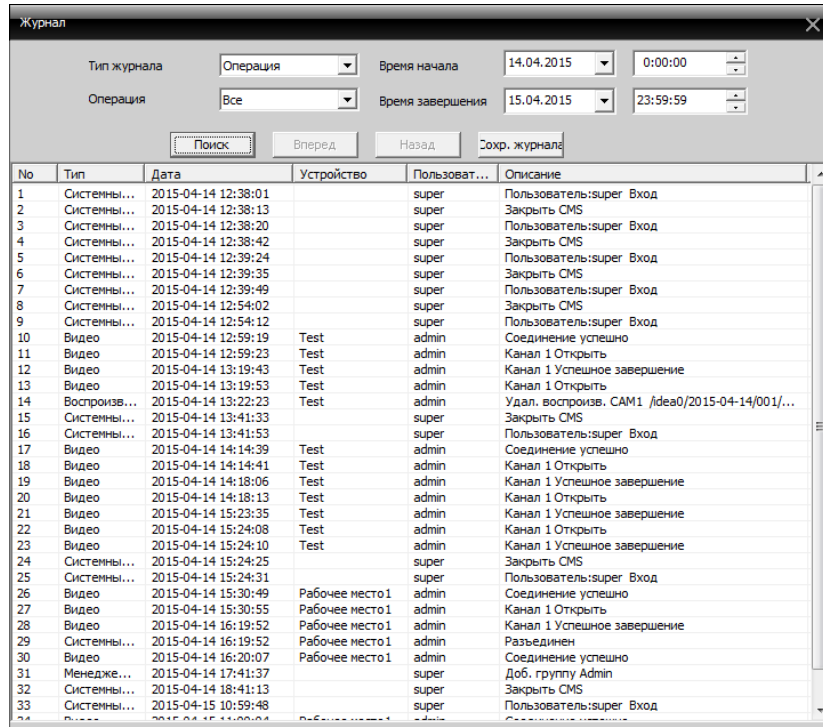 Журнал
Тип журнала Операция Время начала 14.04.2015 0:00:00
Операция Все Время завершения 15.04.2015 23:59:59
Поиск Вперед Назад Сохр. журнала
No Тип Дата Устройство Пользоват... Описание
1 Системны... 2015-04-14 12:38:01 super Пользователь:super Вход
2 Системны... 2015-04-14 12:38:13 super Закрыть CMS
3 Системны... 2015-04-14 12:38:20 super Пользователь:super Вход
4 Системны... 2015-04-14 12:38:42 super Закрыть CMS
5 Системны... 2015-04-14 12:39:24 super Пользователь:super Вход
6 Системны... 2015-04-14 12:39:35 super Закрыть CMS
7 Системны... 2015-04-14 12:39:49 super Пользователь:super Вход
8 Системны... 2015-04-14 12:54:02 super Закрыть CMS
9 Системны... 2015-04-14 12:54:12 super Пользователь:super Вход
10 Видео 2015-04-14 12:59:19 Test admin Соединение успешно
11 Видео 2015-04-14 12:59:23 Test admin Канал 1 Открыть
12 Видео 2015-04-14 13:19:43 Test admin Канал 1 Успешное завершение
13 Видео 2015-04-14 13:19:53 Test admin Канал 1 Открыть
14 Воспроизв... 2015-04-14 13:22:23 Test admin Удал. воспроизв. CAM1 /idea0/2015-04-14/001/...
15 Системны... 2015-04-14 13:41:33 super Закрыть CMS
16 Системны... 2015-04-14 13:41:53 super Пользователь:super Вход
17 Видео 2015-04-14 14:14:39 Test admin Соединение успешно
18 Видео 2015-04-14 14:14:41 Test admin Канал 1 Открыть
19 Видео 2015-04-14 14:18:06 Test admin Канал 1 Успешное завершение
20 Видео 2015-04-14 14:18:13 Test admin Канал 1 Открыть
21 Видео 2015-04-14 15:23:35 Test admin Канал 1 Успешное завершение
22 Видео 2015-04-14 15:24:08 Test admin Канал 1 Открыть
23 Видео 2015-04-14 15:24:10 Test admin Канал 1 Успешное завершение
24 Системны... 2015-04-14 15:24:25 super Закрыть CMS
25 Системны... 2015-04-14 15:24:31 super Пользователь:super Вход
26 Видео 2015-04-14 15:30:49 Рабочее место1 admin Соединение успешно
27 Видео 2015-04-14 15:30:55 Рабочее место1 admin Канал 1 Открыть
28 Видео 2015-04-14 16:19:52 Рабочее место1 admin Канал 1 Успешное завершение
29 Системны... 2015-04-14 16:19:52 Рабочее место1 admin Разъединен
30 Видео 2015-04-14 16:20:07 Рабочее место1 admin Соединение успешно
31 Менедже... 2015-04-14 17:41:37 super Доб. группу Admin
32 Системны... 2015-04-14 18:41:13 super Закрыть CMS
33 Системны... 2015-04-15 10:59:48 super Пользователь:super Вход